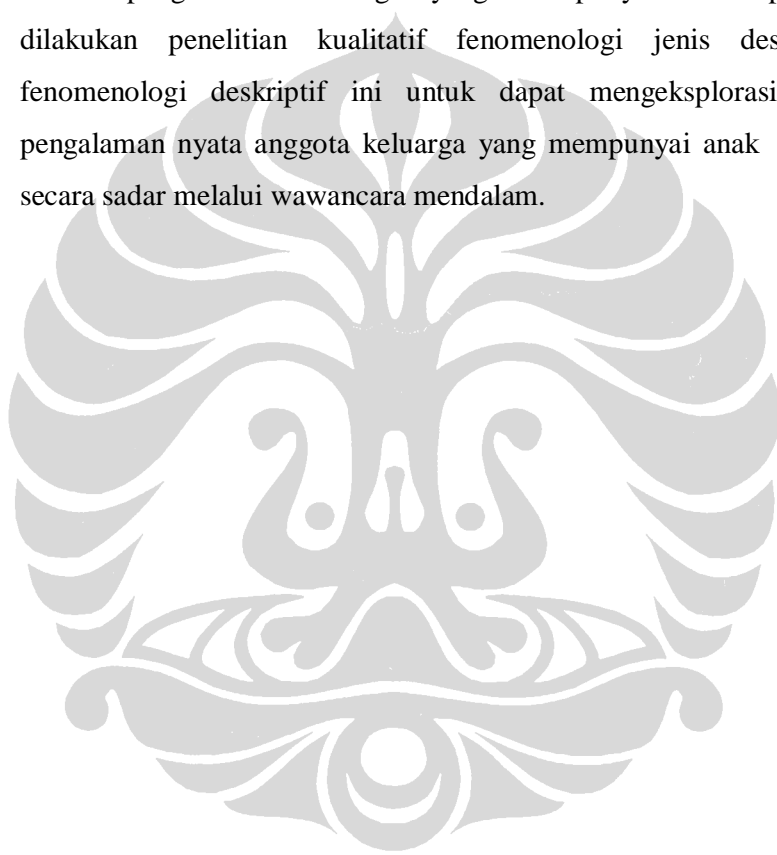 dilakukan penelitian kualitatif fenomenologi jenis
fenomenologi deskriptif ini untuk dapat mengeksplorasi
pengalaman nyata anggota keluarga yang mempunyai anak
secara sadar melalui wawancara mendalam.